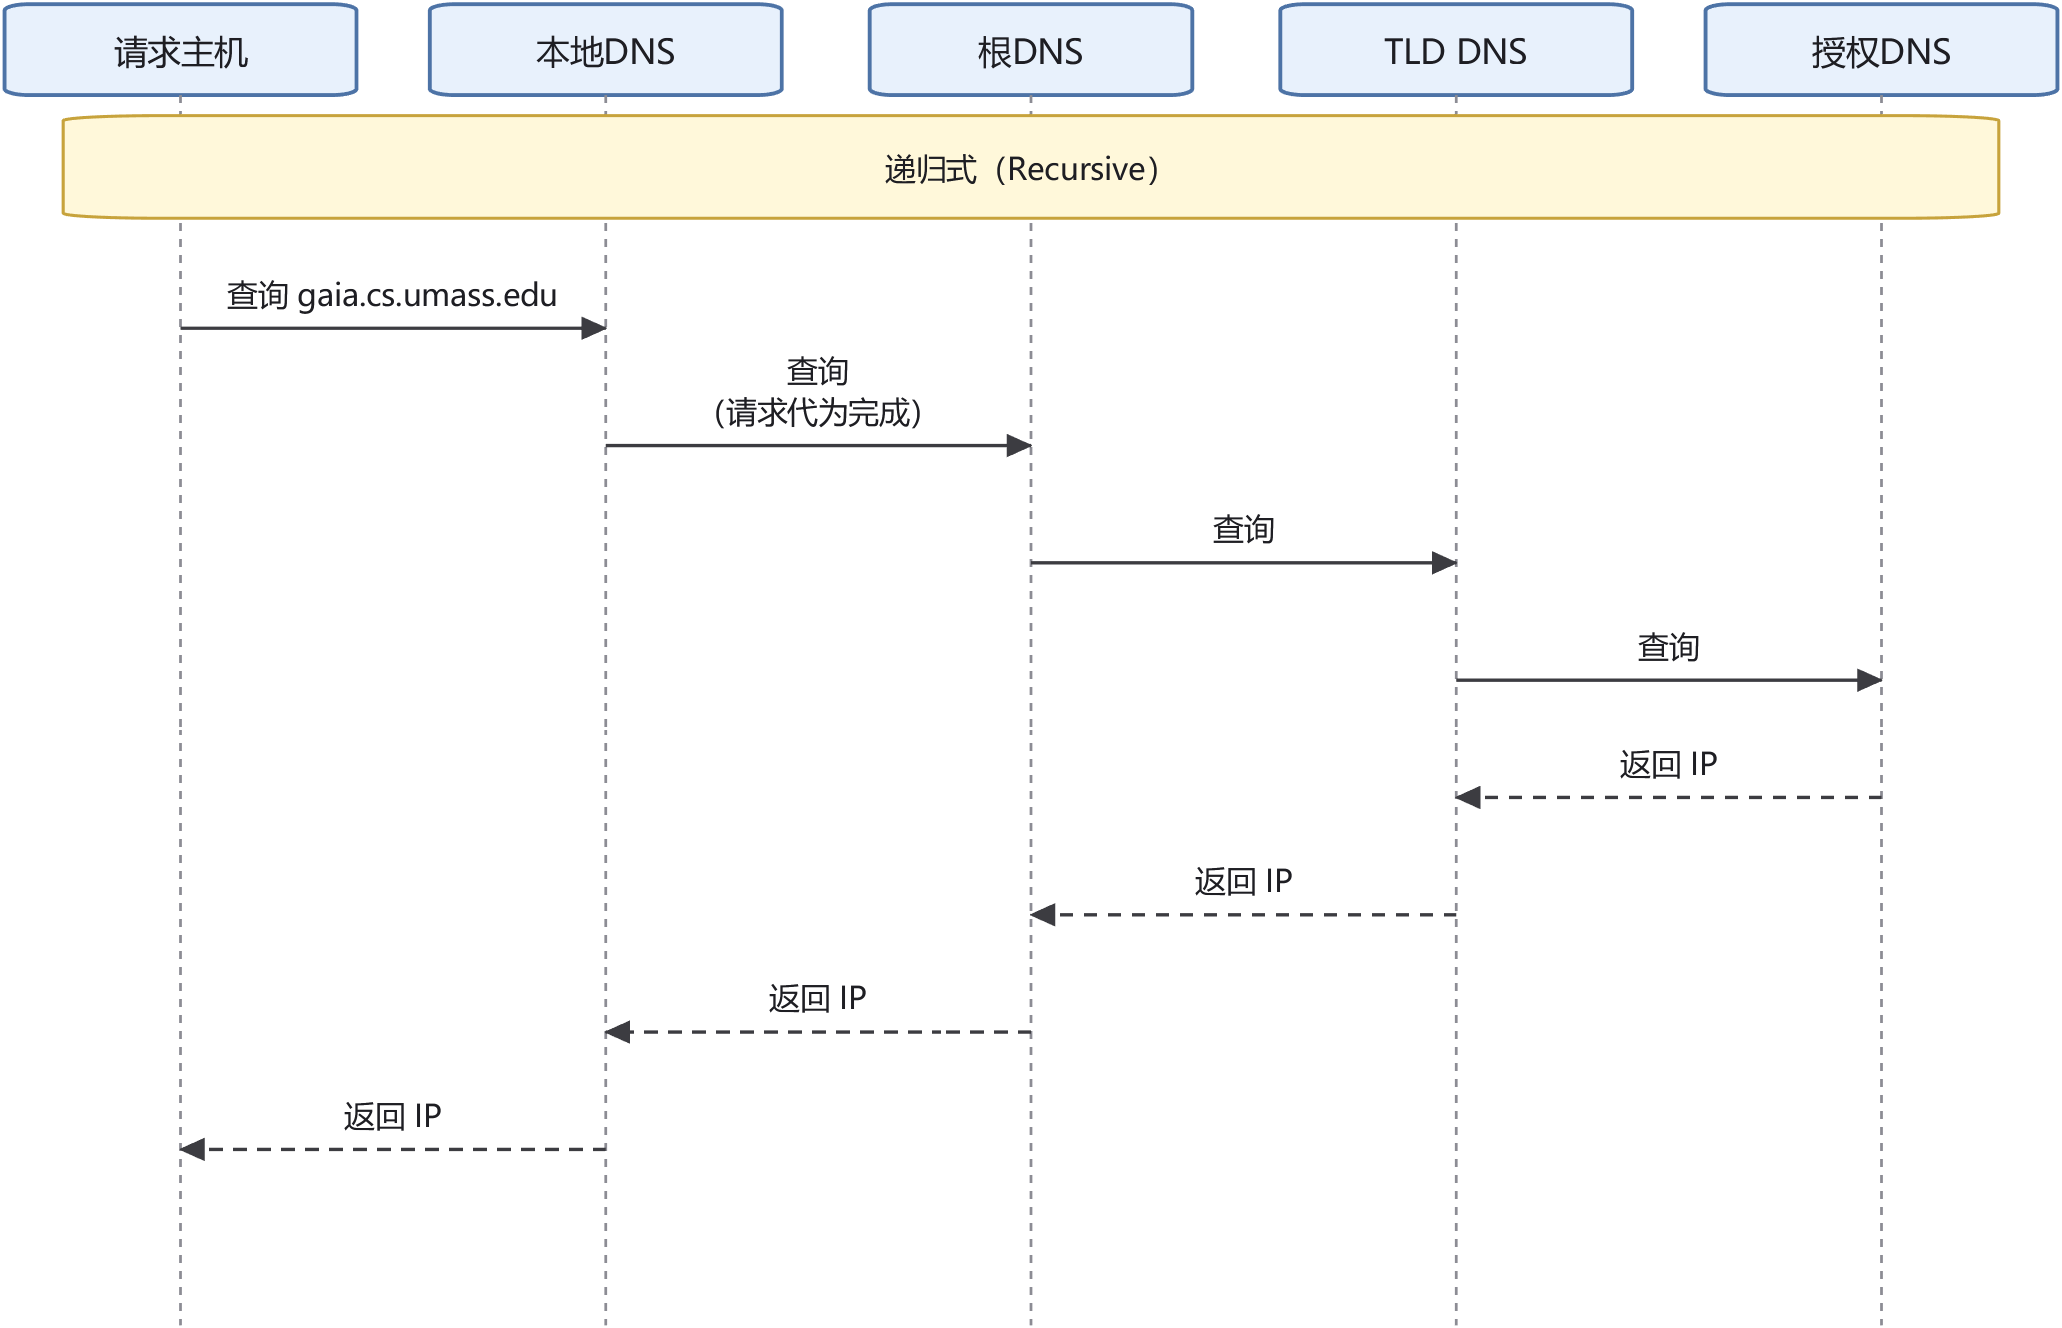 请求主机
本地DNS
根DNS
TLD DNS
授权DNS
递归式（Recursive）
查询 gaia.cs.umass.edu
查询
（请求代为完成）
查询
查询
返回 IP
返回 IP
返回 IP
返回 IP